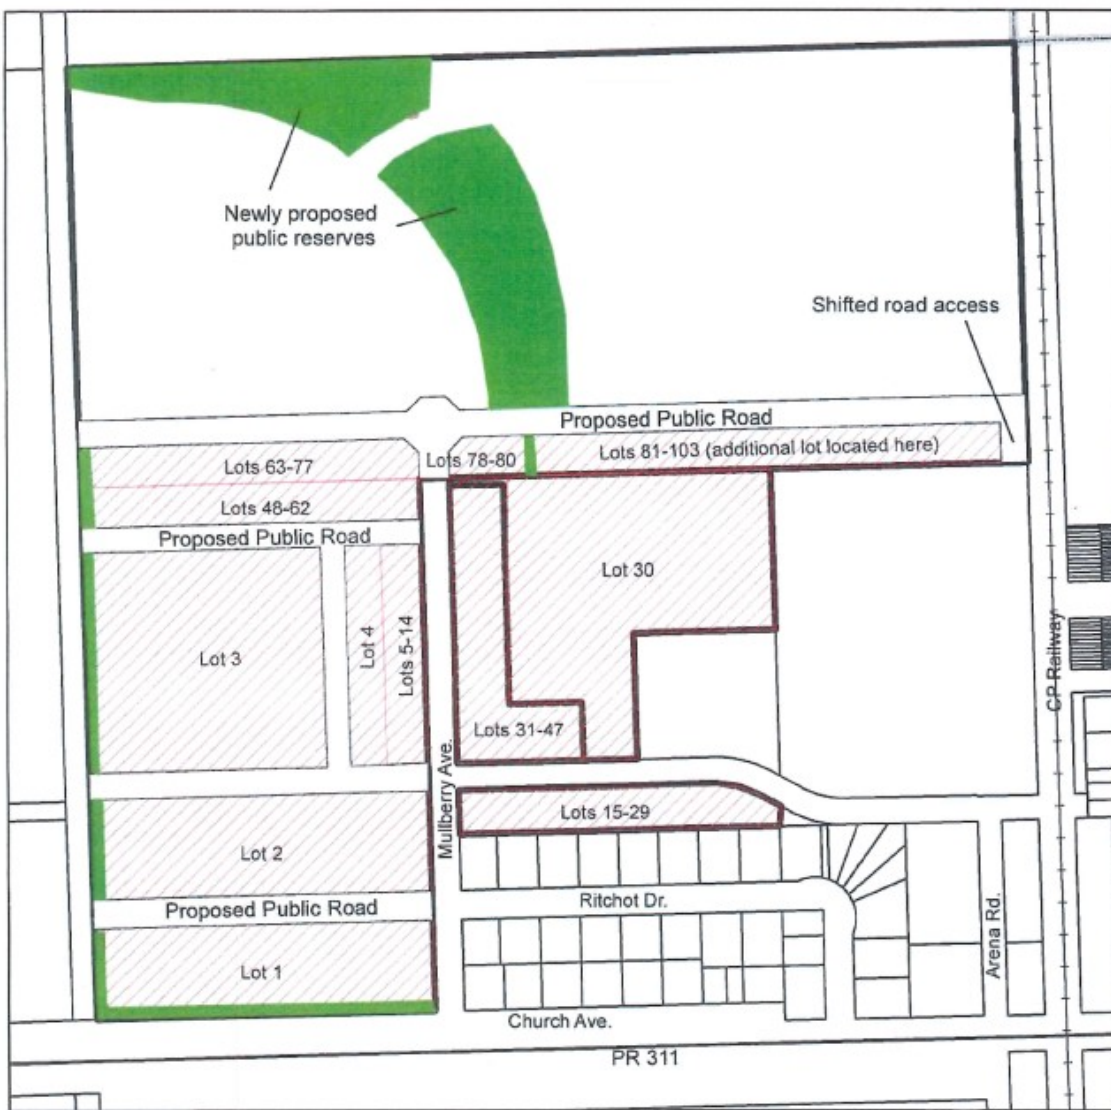 Newly proposed
public reserves
Shifted road access
Proposed Public Road
Lots 63-77
Lots 78-80
Lots 81-103 (additional lot located here)
Lots 48-62
Proposed Public Road
Lot 30
Lot 3
Lot 4
Lots 5-14
CP Railway
Lots 31-47
Mullberry Ave.
Lots 15-29
Lot 2
Ritchot Dr.
Proposed Public Road
Arena Rd.
Lot 1
Church Ave.
PR 311